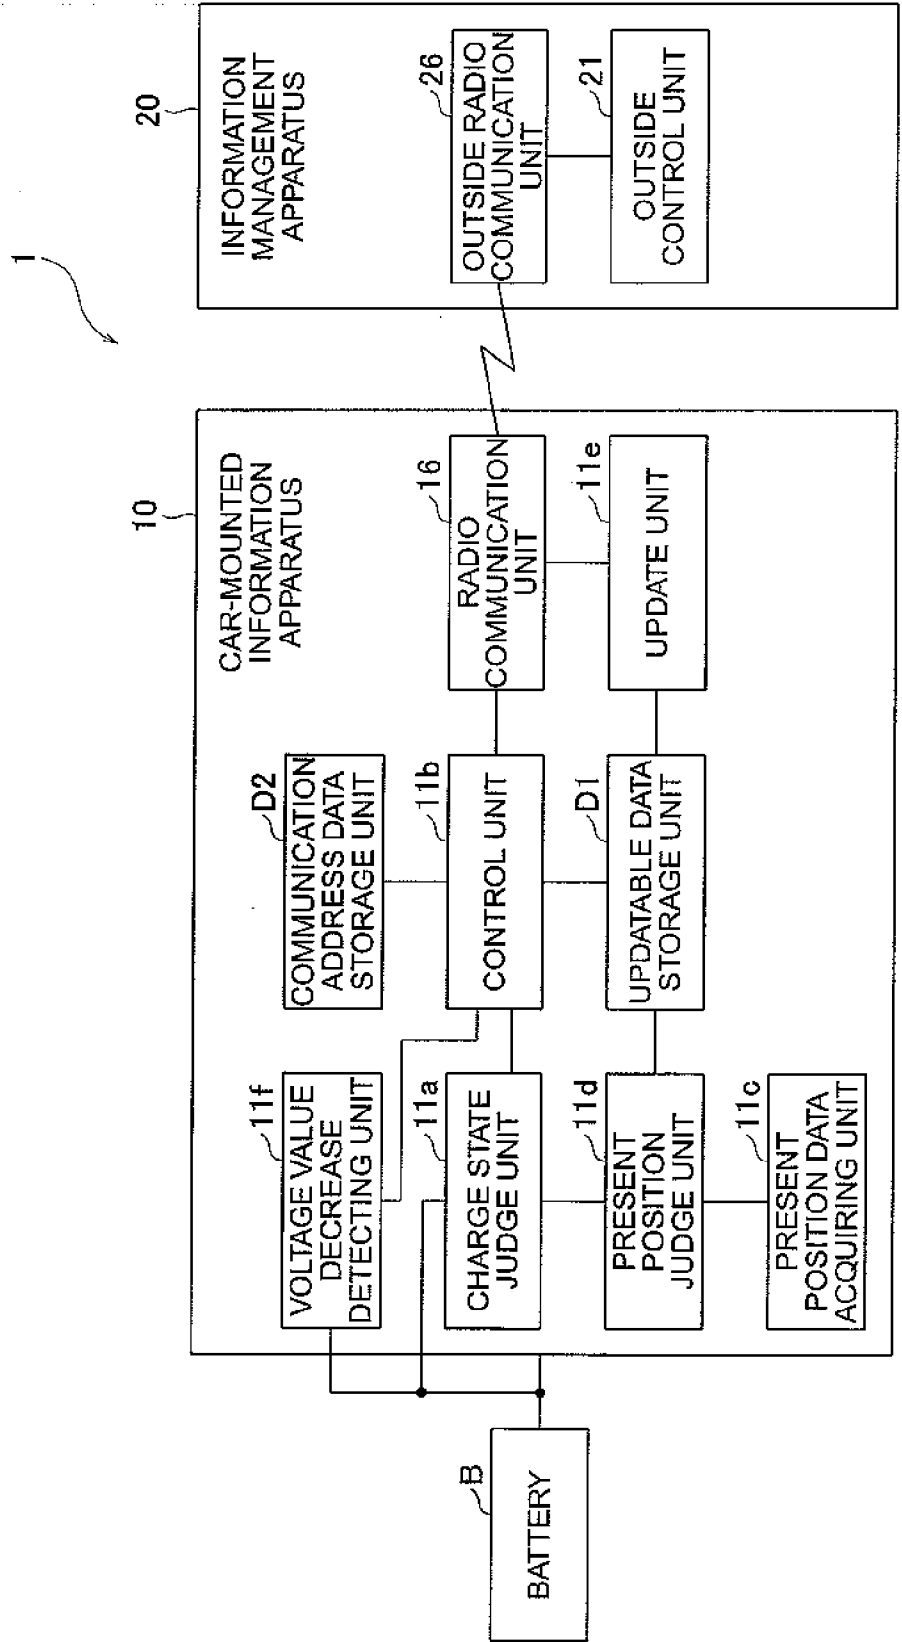 1
10
CAR-MOUNTED
INFORMATION
APPARATUS
20
INFORMATION
MANAGEMENT
APPARATUS
11f
VOLTAGE VALUE
DECREASE
DETECTING UNIT
D2
COMMUNICATION
ADDRESS DATA
STORAGE UNIT
B
BATTERY
11a
CHARGE STATE
JUDGE UNIT
11b
CONTROL UNIT
16
RADIO
COMMUNICATION
UNIT
26
OUTSIDE RADIO
COMMUNICATION
UNIT
11d
PRESENT
POSITION
JUDGE UNIT
D1
UPDATABLE DATA
STORAGE UNIT
11e
UPDATE UNIT
21
OUTSIDE
CONTROL UNIT
11c
PRESENT
POSITION DATA
ACQUIRING UNIT